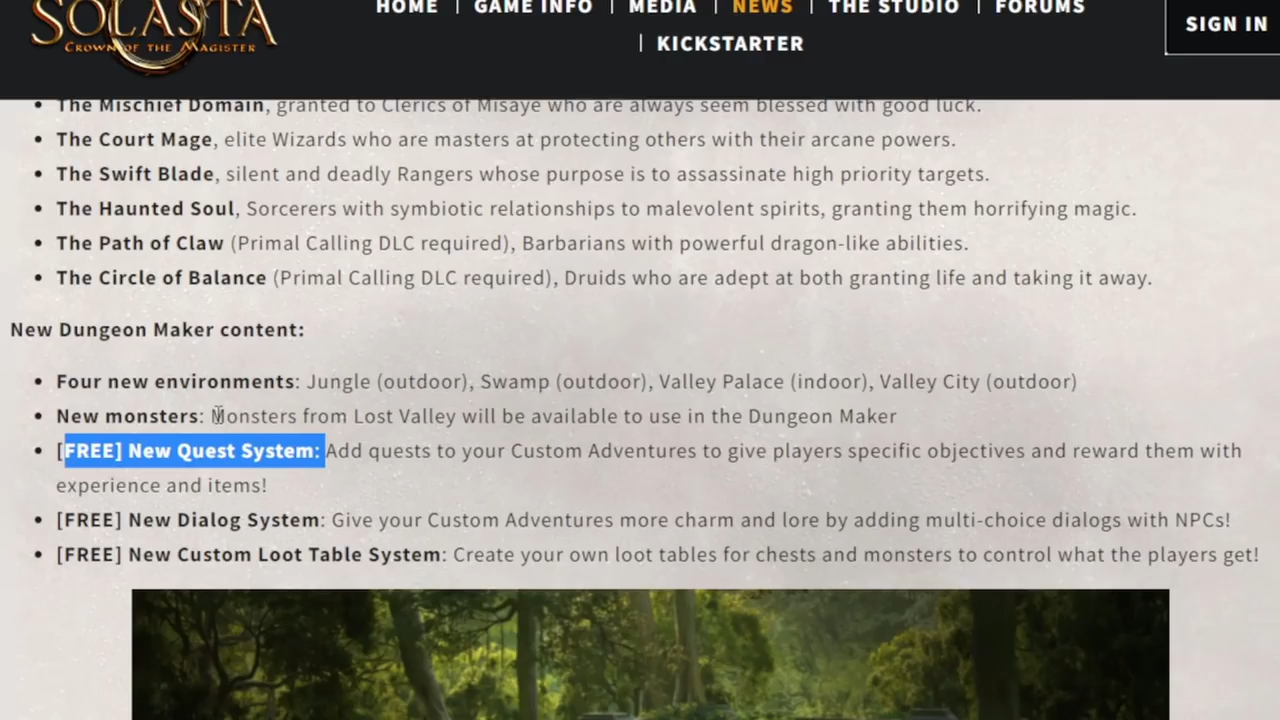 SOLASTA
CROWN OF THE MAGISTER
HOME | GAME INFO | MEDIA | NEWS | THE STUDIO | FORUMS
| KICKSTARTER
SIGN IN
• The Mischief Domain, granted to Clerics of Misaye who are always seem blessed with good luck.
• The Court Mage, elite Wizards who are masters at protecting others with their arcane powers.
• The Swift Blade, silent and deadly Rangers whose purpose is to assassinate high priority targets.
• The Haunted Soul, Sorcerers with symbiotic relationships to malevolent spirits, granting them horrifying magic.
• The Path of Claw (Primal Calling DLC required), Barbarians with powerful dragon-like abilities.
• The Circle of Balance (Primal Calling DLC required), Druids who are adept at both granting life and taking it away.
New Dungeon Maker content:
• Four new environments: Jungle (outdoor), Swamp (outdoor), Valley Palace (indoor), Valley City (outdoor)
• New monsters: Monsters from Lost Valley will be available to use in the Dungeon Maker
• [FREE] New Quest System: Add quests to your Custom Adventures to give players specific objectives and reward them with
experience and items!
• [FREE] New Dialog System: Give your Custom Adventures more charm and lore by adding multi-choice dialogs with NPCs!
• [FREE] New Custom Loot Table System: Create your own loot tables for chests and monsters to control what the players get!